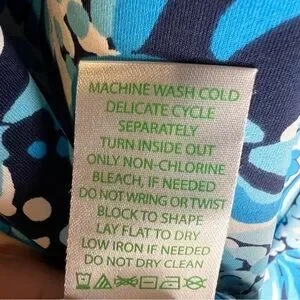 MACHINE WASH COLD
DELICATE CYCLE
SEPARATELY
TURN INSIDE OUT
ONLY NON-CHLORINE
BLEACH, IF NEEDED
DO NOT WRING OR TWIST
BLOCK TO SHAPE
LAY FLAT TO DRY
LOW IRON IF NEEDED
DO NOT DRY CLEAN